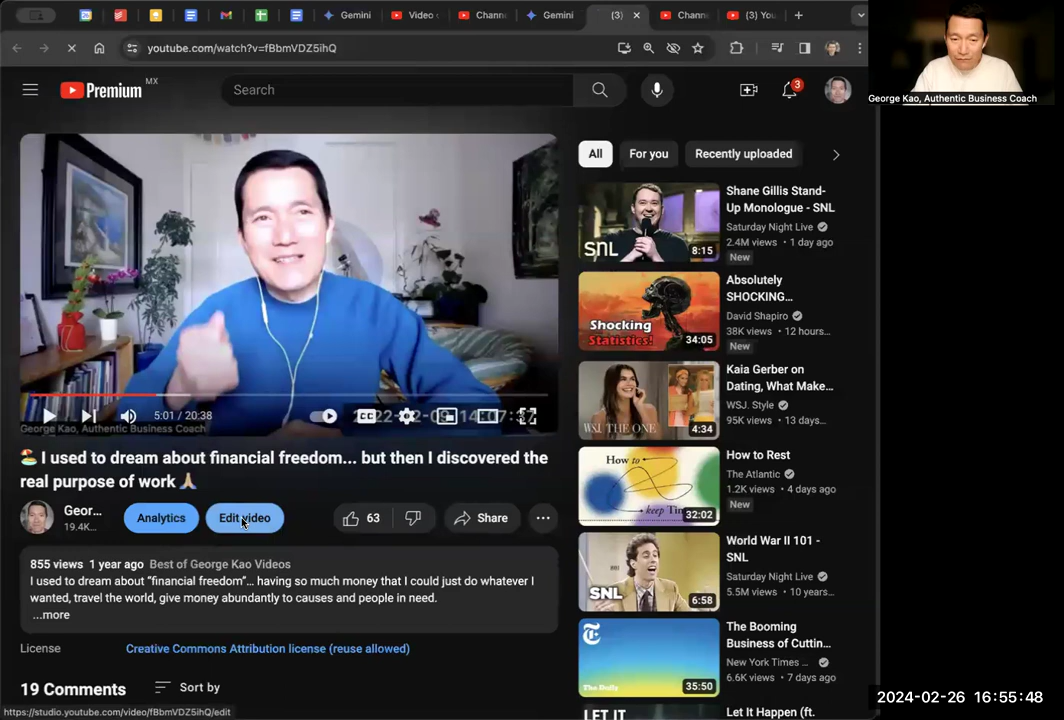 Gemini
Video s
Channe
Gemini
(3)
Channe
(3) You
youtube.com/watch?v=fBbmVDZ5ihQ
Premium MX
Search
3
George Kao, Authentic Business Coach
All
For you
Recently uploaded
SNL
8:15
Shane Gillis Stand-
Up Monologue - SNL
Saturday Night Live
2.4M views • 1 day ago
New
Shocking
Statistics!
34:05
Absolutely
SHOCKING...
David Shapiro
38K views • 12 hours...
New
WSJ. THE ONE
4:34
Kaia Gerber on
Dating, What Make...
WSJ. Style
95K views • 13 days...
How to
keep Tim
32:02
How to Rest
The Atlantic
1.2K views • 4 days ago
New
SNL
6:58
World War II 101 -
SNL
Saturday Night Live
5.5M views • 10 years...
The Daily
35:50
The Booming
Business of Cuttin...
New York Times ...
6.6K views • 7 days ago
LET IT
Let It Happen (ft.
5:01 / 20:38
CC
George Kao, Authentic Business Coach
🏖️ I used to dream about financial freedom... but then I discovered the
real purpose of work 🙏
Geor...
19.4K...
Analytics
Edit video
63
Share
855 views 1 year ago Best of George Kao Videos
I used to dream about “financial freedom”... having so much money that I could just do whatever I
wanted, travel the world, give money abundantly to causes and people in need.
...more
License
Creative Commons Attribution license (reuse allowed)
19 Comments
Sort by
https://studio.youtube.com/video/fBbmVDZ5ihQ/edit
2024-02-26 16:55:48